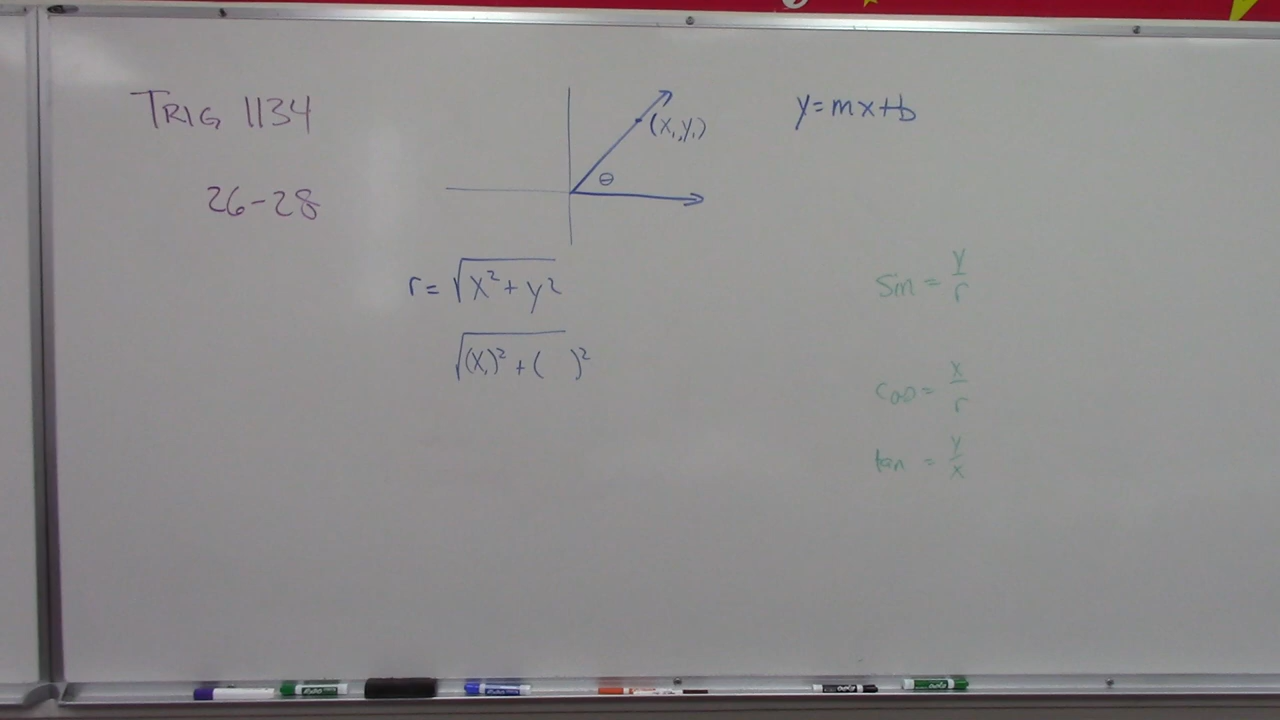 TRIG 1134
26-28
(x₁,y₁)
θ
y=mx+b
r = √x²+y²
√(x₁)²+( )²
sin = y/r
cos = x/r
tan = y/x